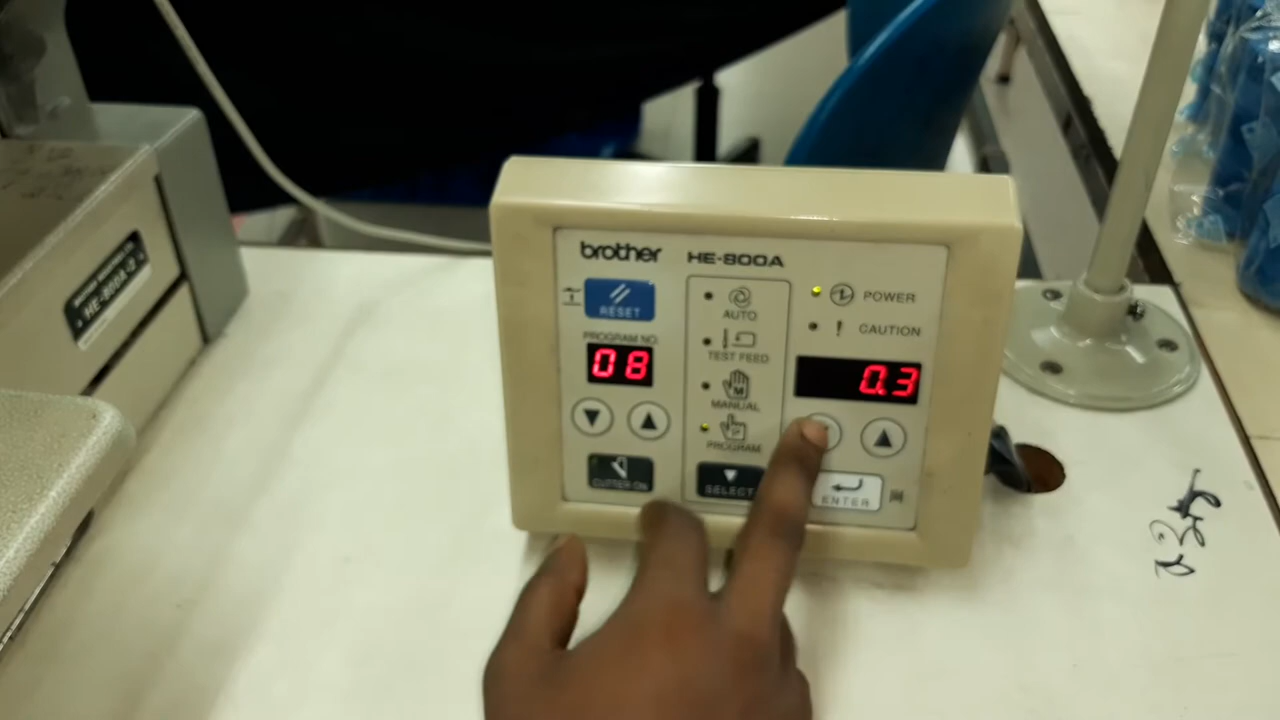 brother HE-800A
RESET
PROGRAM NO.
08
CUTTER ON
AUTO
TEST FEED
MANUAL
PROGRAM
SELECT
POWER
! CAUTION
0.3
ENTER
HE-800A-2